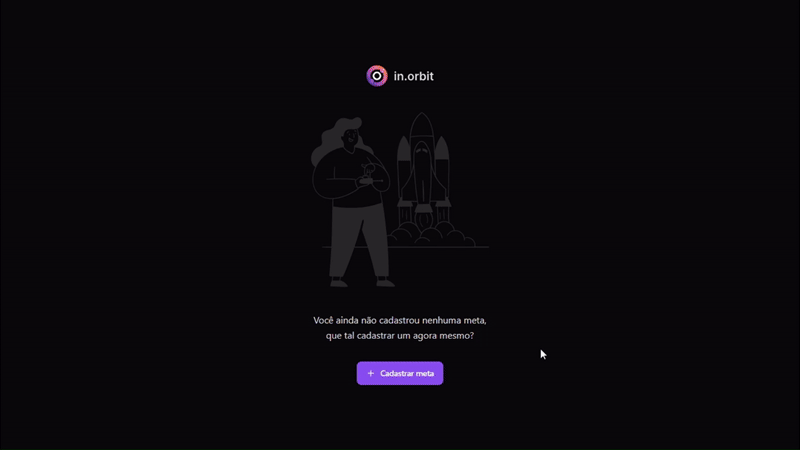 in.orbit
Você ainda não cadastrou nenhuma meta,
que tal cadastrar um agora mesmo?
Cadastrar meta